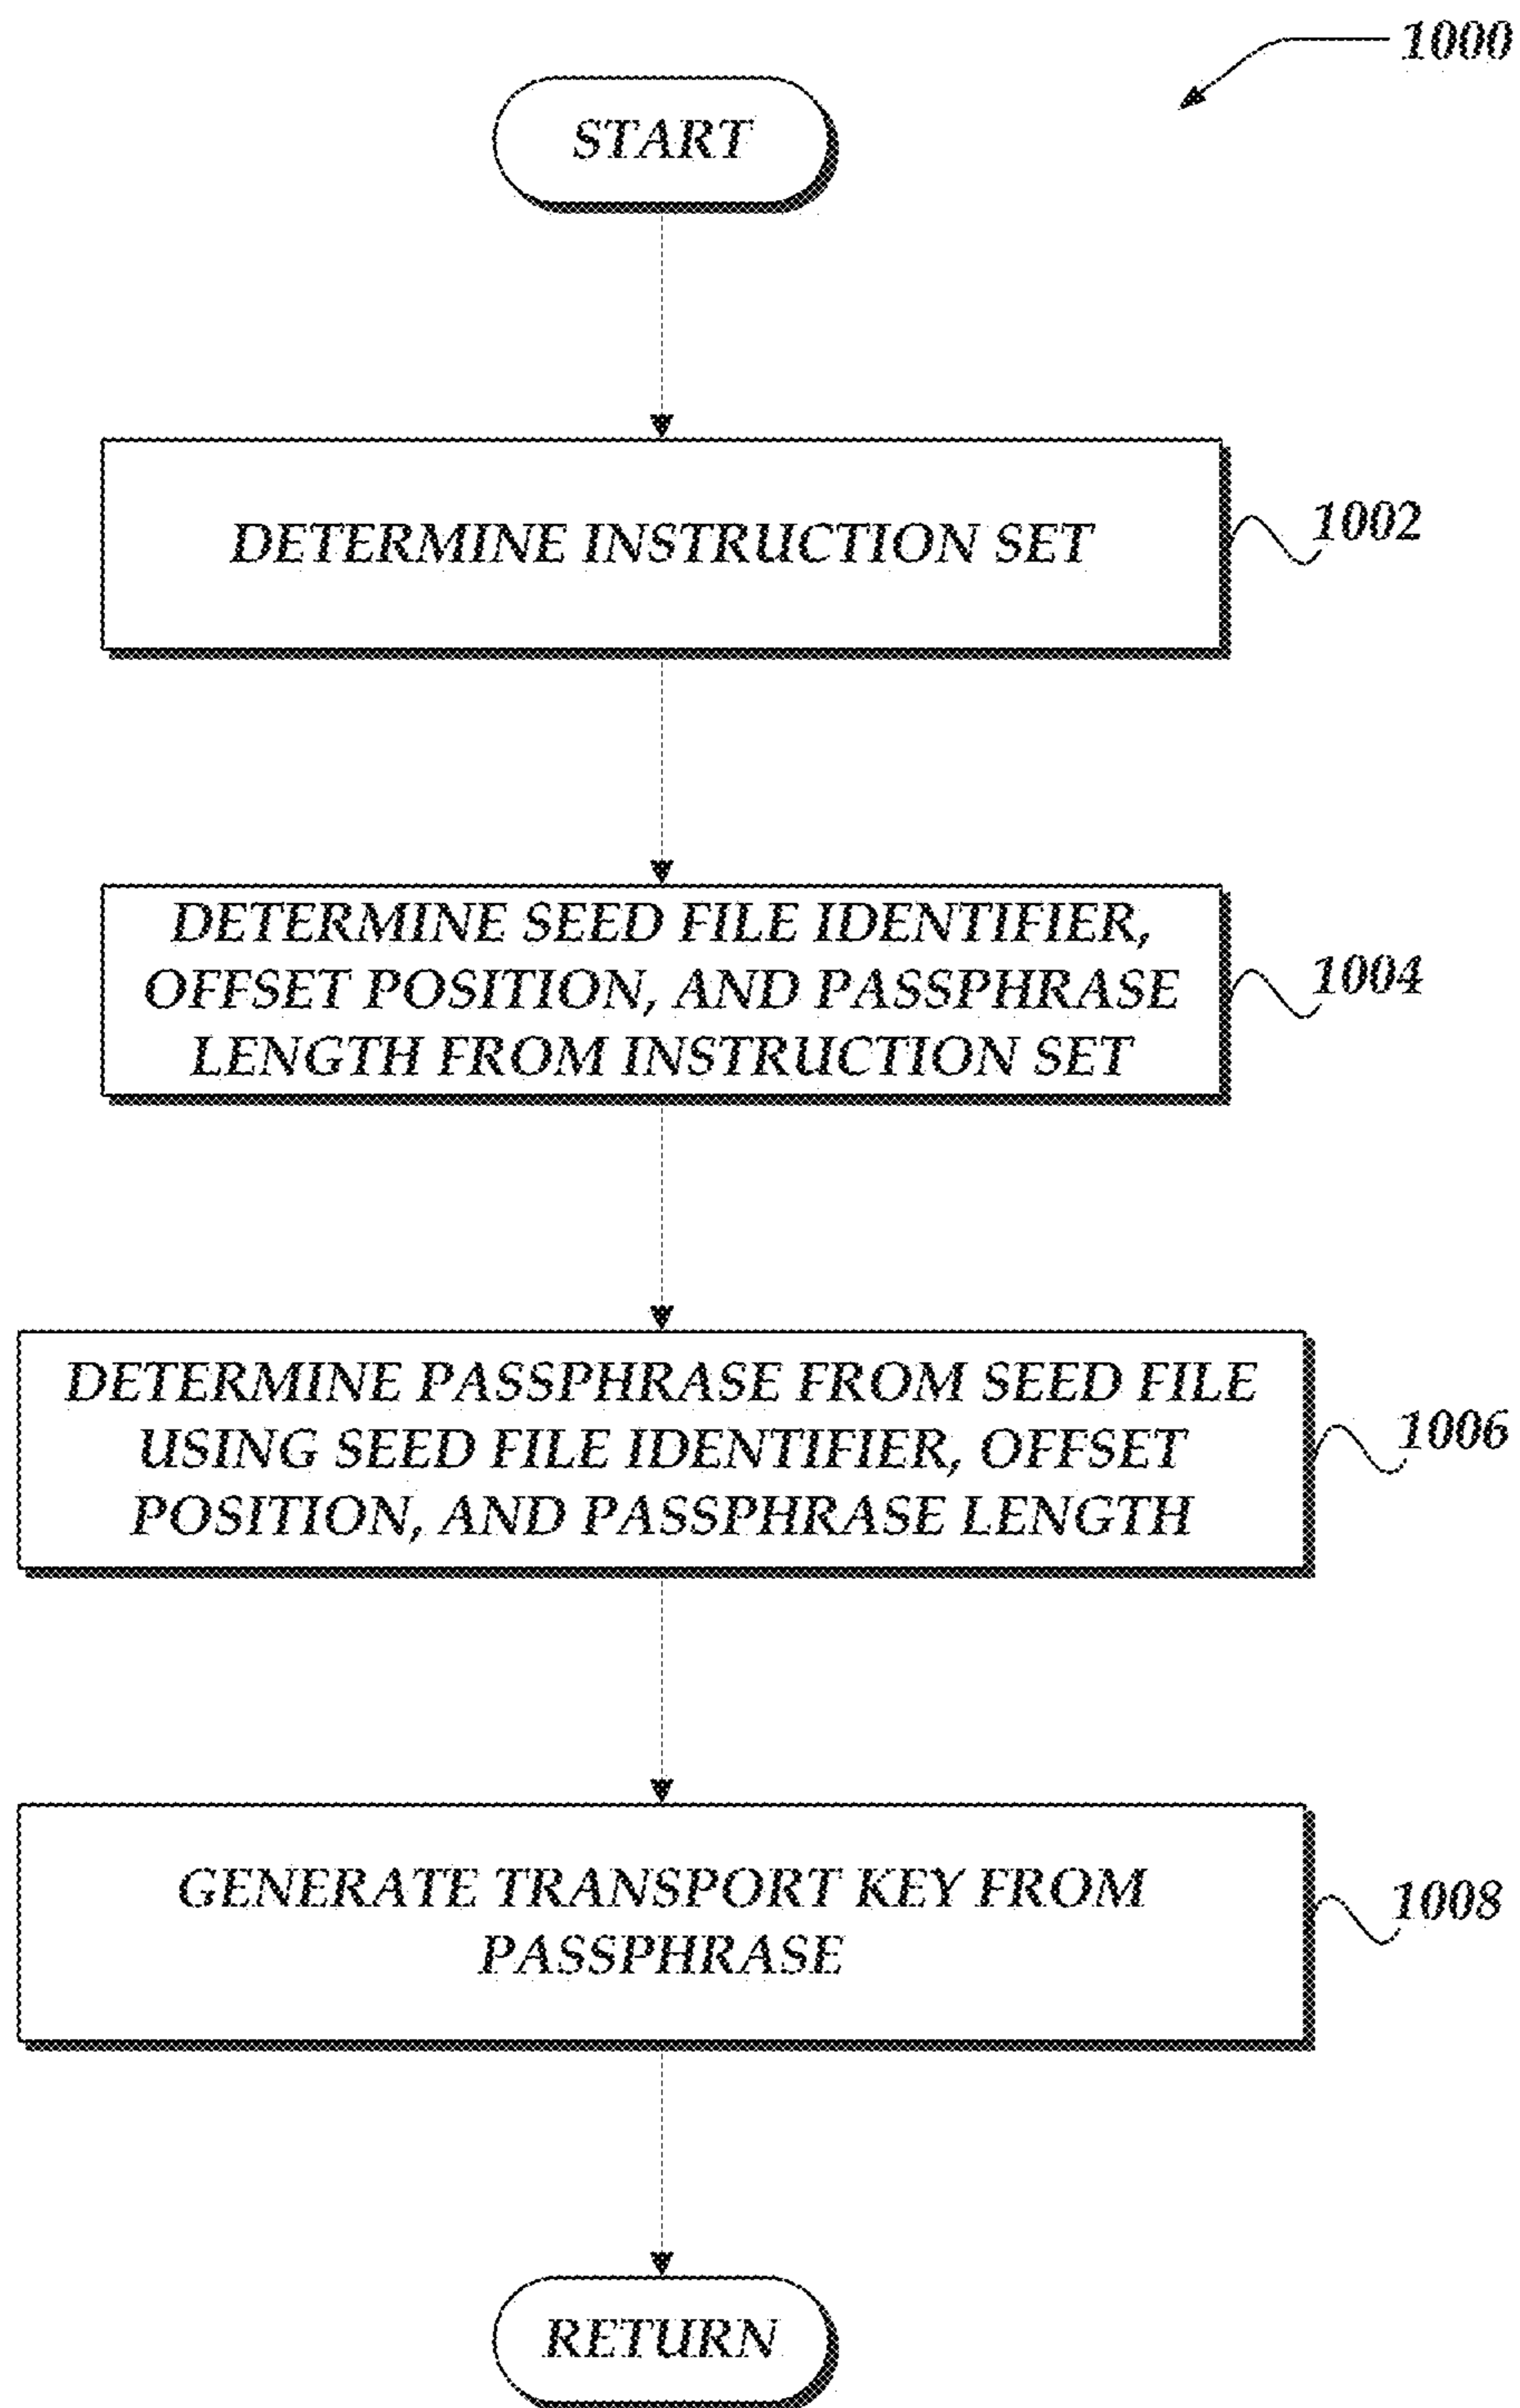 1000
START
DETERMINE INSTRUCTION SET
1002
DETERMINE SEED FILE IDENTIFIER,
OFFSET POSITION, AND PASSPHRASE
LENGTH FROM INSTRUCTION SET
1004
DETERMINE PASSPHRASE FROM SEED FILE
USING SEED FILE IDENTIFIER, OFFSET
POSITION, AND PASSPHRASE LENGTH
1006
GENERATE TRANSPORT KEY FROM
PASSPHRASE
1008
RETURN